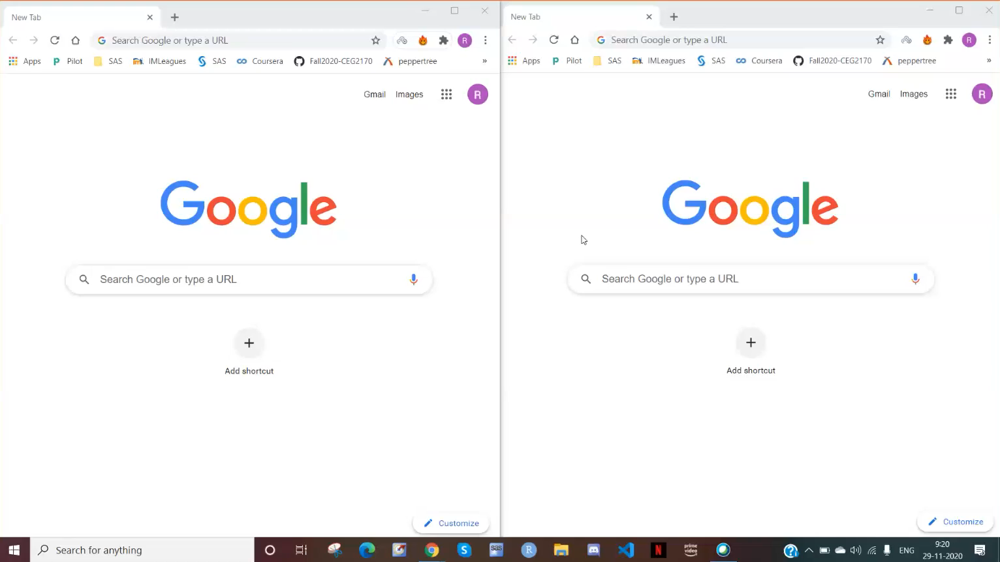 New Tab
Search Google or type a URL
R
Apps Pilot SAS IMLeagues SAS Coursera Fall2020-CEG2170 peppertree »
Gmail Images R
Google
Search Google or type a URL
Add shortcut
Customize
New Tab
Search Google or type a URL
R
Apps Pilot SAS IMLeagues SAS Coursera Fall2020-CEG2170 peppertree »
Gmail Images R
Google
Search Google or type a URL
Add shortcut
Customize
Search for anything
sas
R
N
prime
video
ENG
9:20
29-11-2020